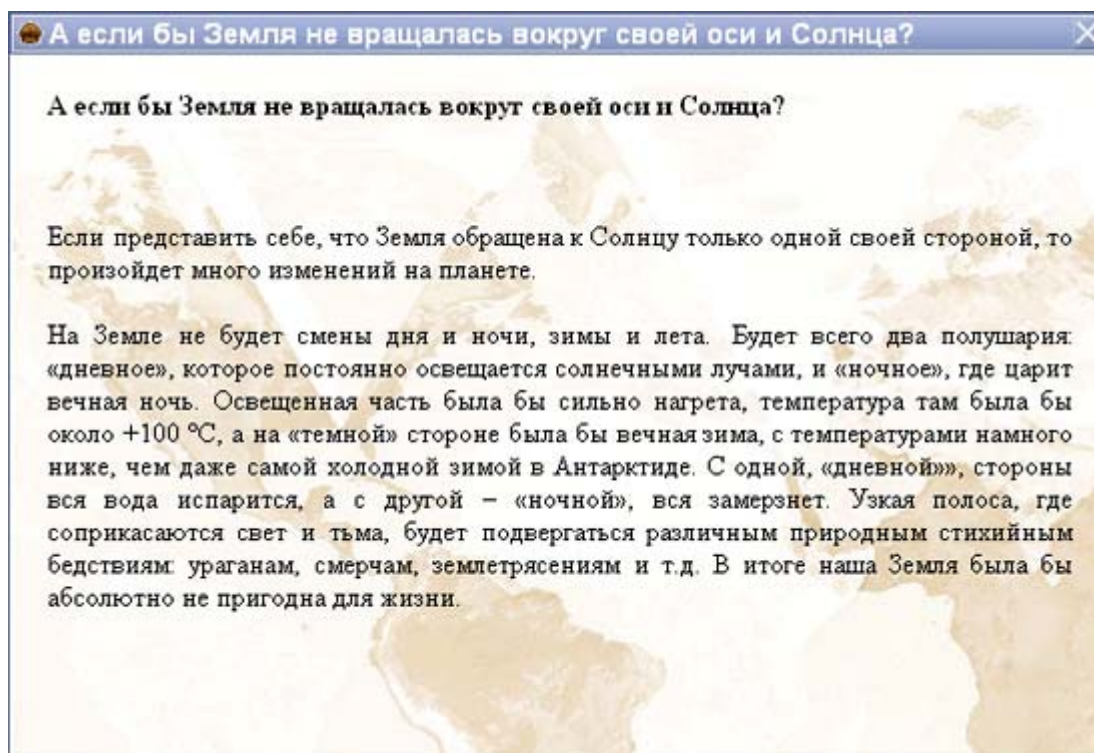 А если бы Земля не вращалась вокруг своей оси и Солнца?
А если бы Земля не вращалась вокруг своей оси и Солнца?
Если представить себе, что Земля обращена к Солнцу только одной своей стороной, то
произойдет много изменений на планете.
На Земле не будет смены дня и ночи, зимы и лета. Будет всего два полушария:
«дневное», которое постоянно освещается солнечными лучами, и «ночное», где царит
вечная ночь. Освещенная часть была бы сильно нагрета, температура там была бы
около +100 ºС, а на «темной» стороне была бы вечная зима, с температурами намного
ниже, чем даже самой холодной зимой в Антарктиде. С одной, «дневной»», стороны
вся вода испарится, а с другой – «ночной», вся замерзнет. Узкая полоса, где
соприкасаются свет и тьма, будет подвергаться различным природным стихийным
бедствиям: ураганам, смерчам, землетрясениям и т.д. В итоге наша Земля была бы
абсолютно не пригодна для жизни.